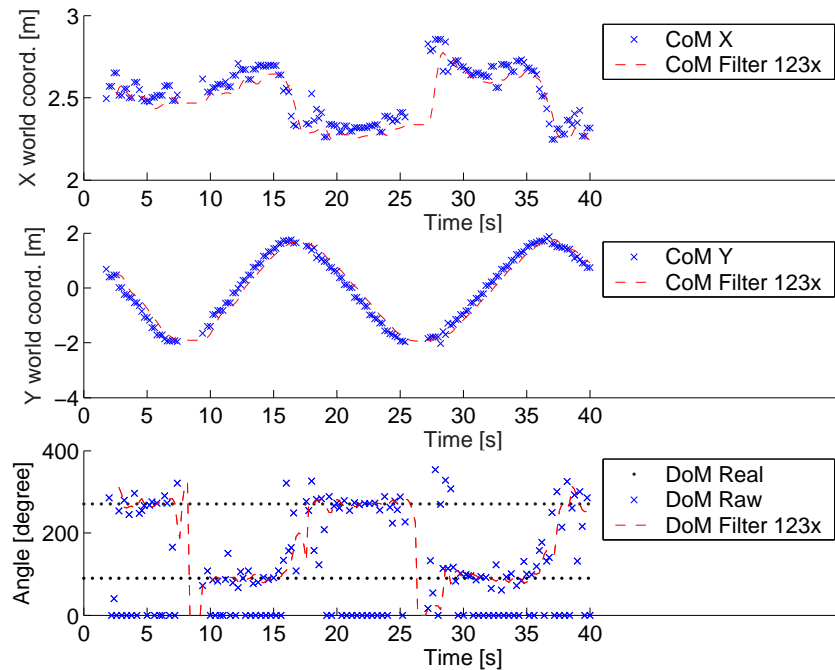 3
2.5
2
X world coord. [m]
0 5 10 15 20 25 30 35 40
Time [s]
CoM X
CoM Filter 123x
2
0
−2
−4
Y world coord. [m]
0 5 10 15 20 25 30 35 40
Time [s]
CoM Y
CoM Filter 123x
400
200
0
Angle [degree]
0 5 10 15 20 25 30 35 40
Time [s]
DoM Real
DoM Raw
DoM Filter 123x